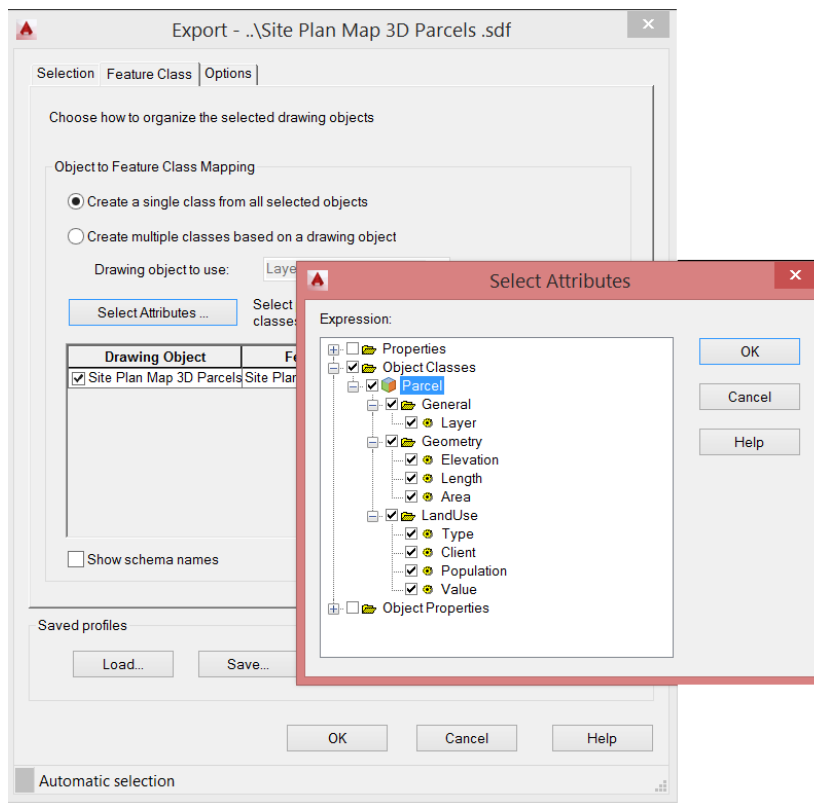 Export - ..\Site Plan Map 3D Parcels .sdf
Selection Feature Class Options
Choose how to organize the selected drawing objects
Object to Feature Class Mapping
Create a single class from all selected objects
Create multiple classes based on a drawing object
Drawing object to use:
Select Attributes ...
Select
Drawing Object
Site Plan Map 3D Parcels Site Plan
Show schema names
Saved profiles
Load... Save...
OK Cancel Help
Automatic selection
Select Attributes
Expression:
Properties
Object Classes
Parcel
General
Layer
Geometry
Elevation
Length
Area
LandUse
Type
Client
Population
Value
Object Properties
OK
Cancel
Help